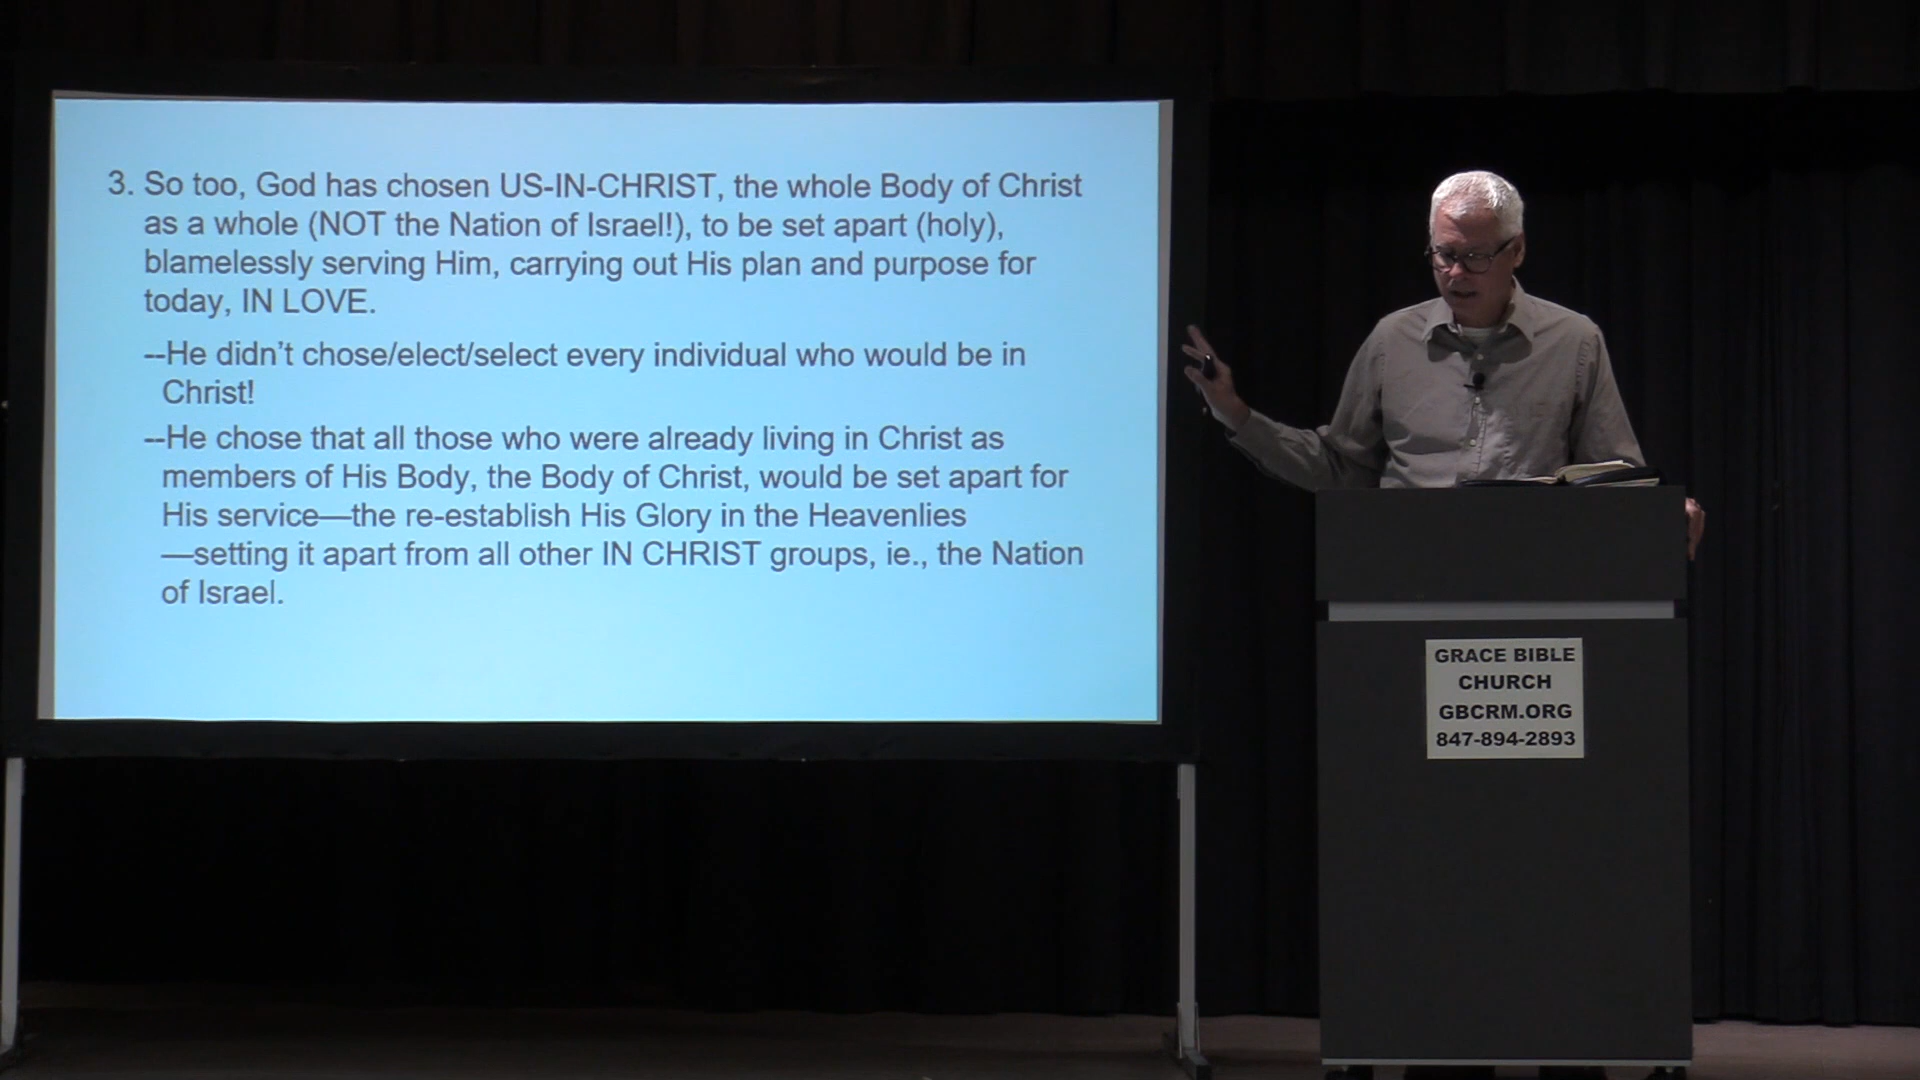 3. So too, God has chosen US-IN-CHRIST, the whole Body of Christ
as a whole (NOT the Nation of Israel!), to be set apart (holy),
blamelessly serving Him, carrying out His plan and purpose for
today, IN LOVE.
--He didn't chose/elect/select every individual who would be in
Christ!
--He chose that all those who were already living in Christ as
members of His Body, the Body of Christ, would be set apart for
His service—the re-establish His Glory in the Heavenlies
—setting it apart from all other IN CHRIST groups, ie., the Nation
of Israel.
GRACE BIBLE
CHURCH
GBCRM.ORG
847-894-2893